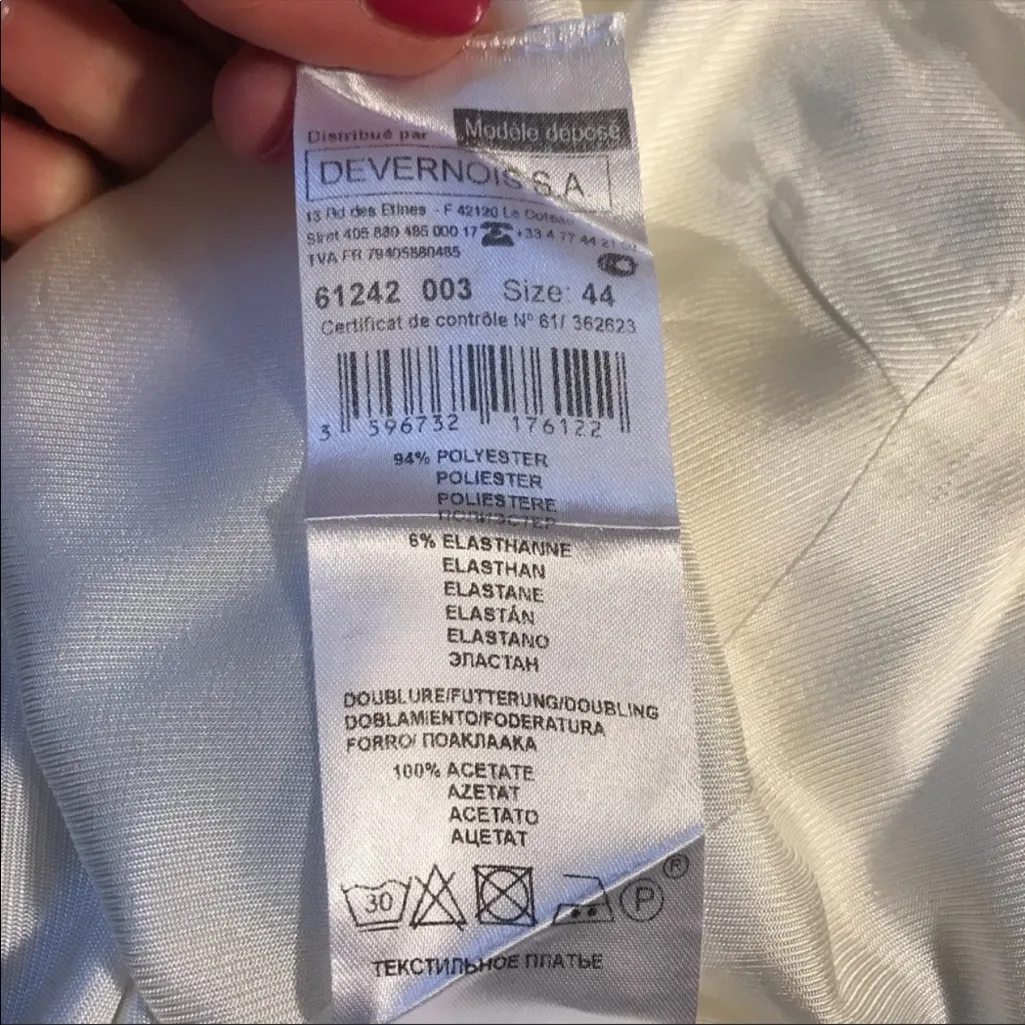 Distribué par Modèle déposé
DEVERNOIS S.A
13 Bd des Etines - F 42120 Le Coteau
Siret 405 880 485 000 17 +33 4 77 44 21
TVA FR 79405880485
61242 003 Size: 44
Certificat de contrôle N° 61/ 362623
3 596732 176122
94% POLYESTER
POLIESTER
POLIESTERE
ПОЛИЭСТЕР
6% ELASTHANNE
ELASTHAN
ELASTANE
ELASTÁN
ELASTANO
ЭЛАСТАН
DOUBLURE/FUTTERUNG/DOUBLING
DOBLAMIENTO/FODERATURA
FORRO/ ПОАКЛААКА
100% ACETATE
AZETAT
ACETATO
АЦЕТАТ
®
30 P
ТЕКСТИЛЬНОЕ ПЛАТЬЕ